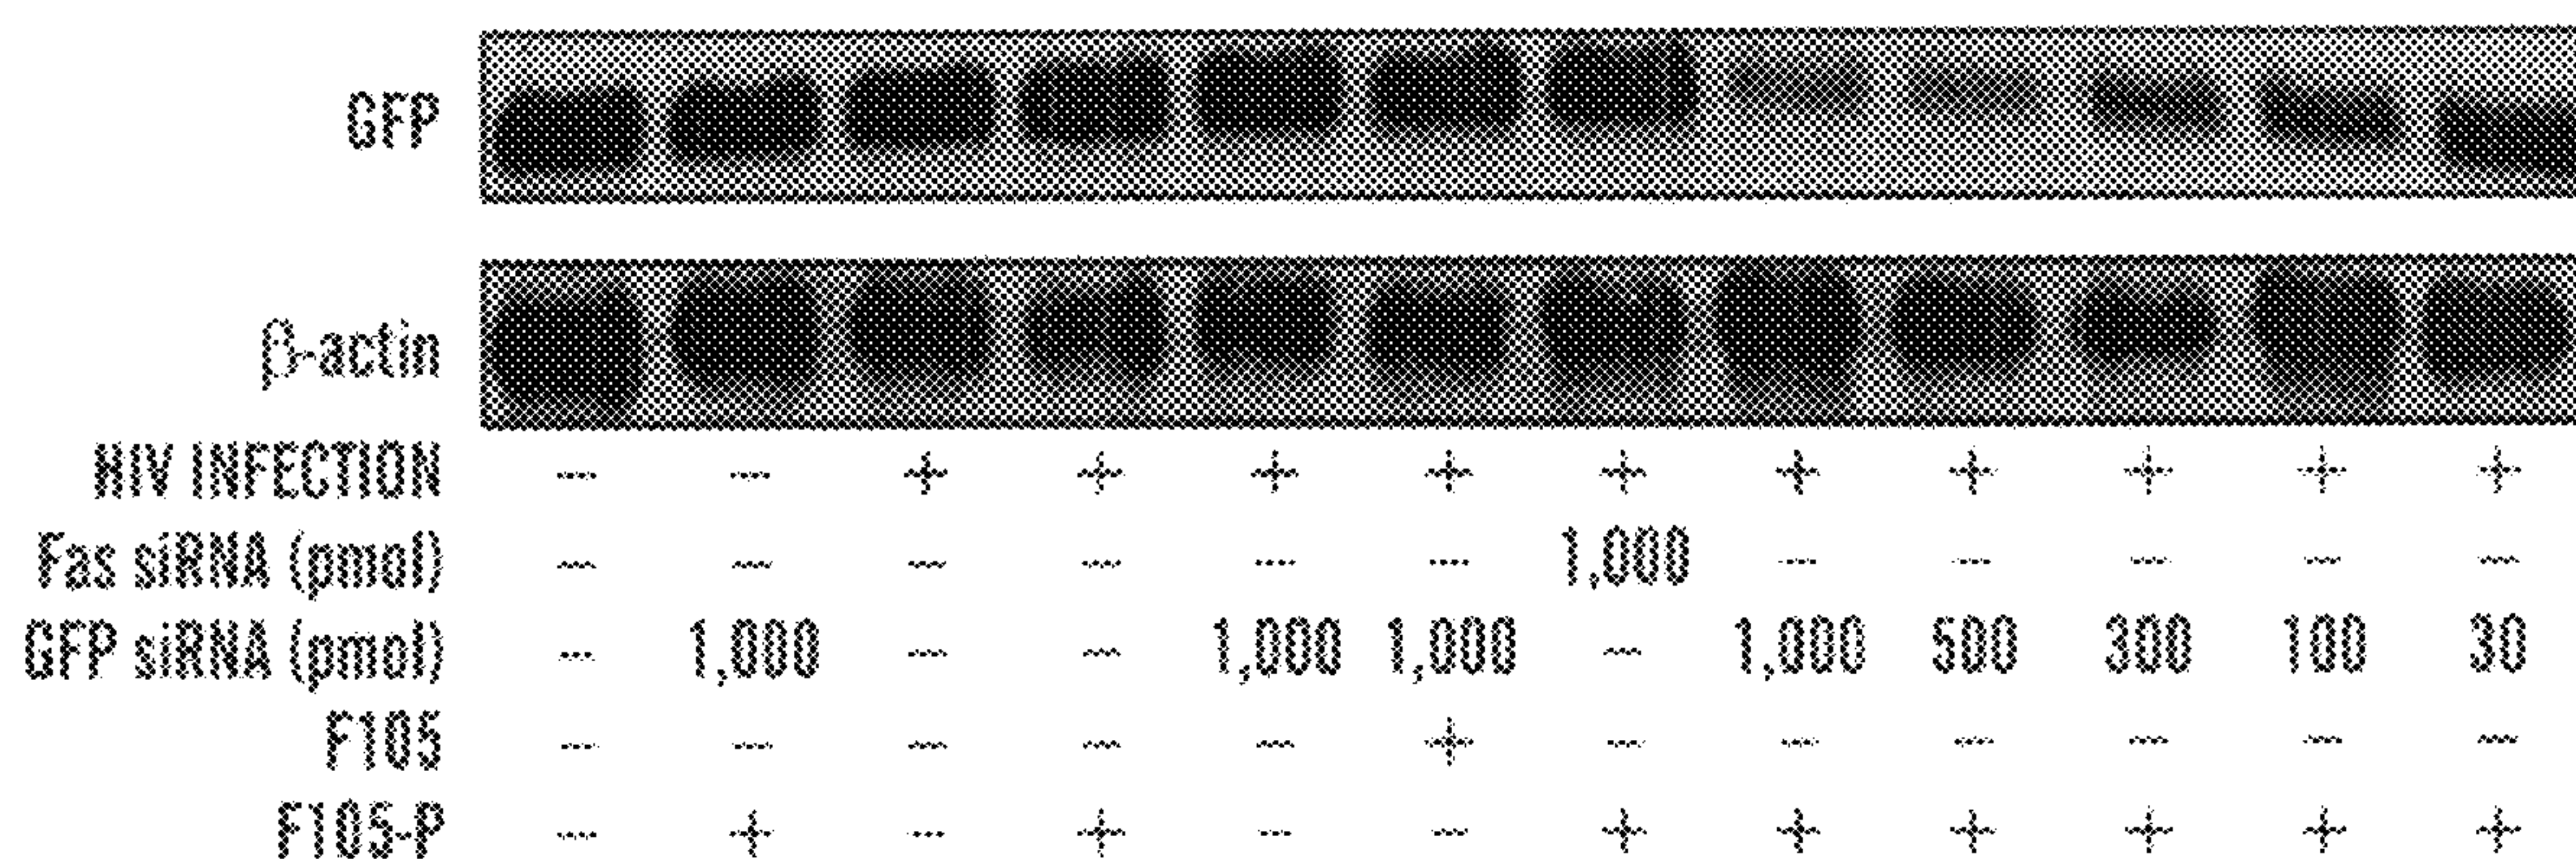 GFP
β-actin
HIV INFECTION -- -- + + + + + + + + + +
Fas siRNA (pmol) -- -- -- -- -- -- 1,000 -- -- -- -- --
GFP siRNA (pmol) -- 1,000 -- -- 1,000 1,000 -- 1,000 500 300 100 30
F105 -- -- -- -- -- + -- -- -- -- -- --
F105-P -- + -- + -- -- + + + + + +